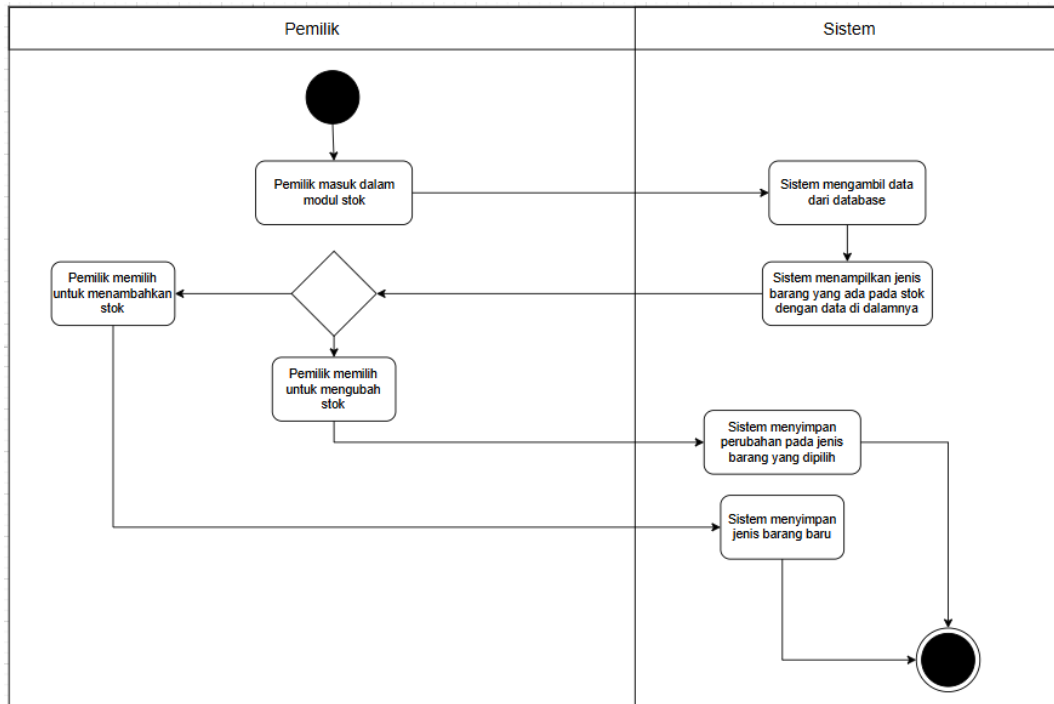 Pemilik
Sistem
Pemilik masuk dalam
modul stok
Sistem mengambil data
dari database
Pemilik memilih
untuk menambahkan
stok
Sistem menampilkan jenis
barang yang ada pada stok
dengan data di dalamnya
Pemilik memilih
untuk mengubah
stok
Sistem menyimpan
perubahan pada jenis
barang yang dipilih
Sistem menyimpan
jenis barang baru